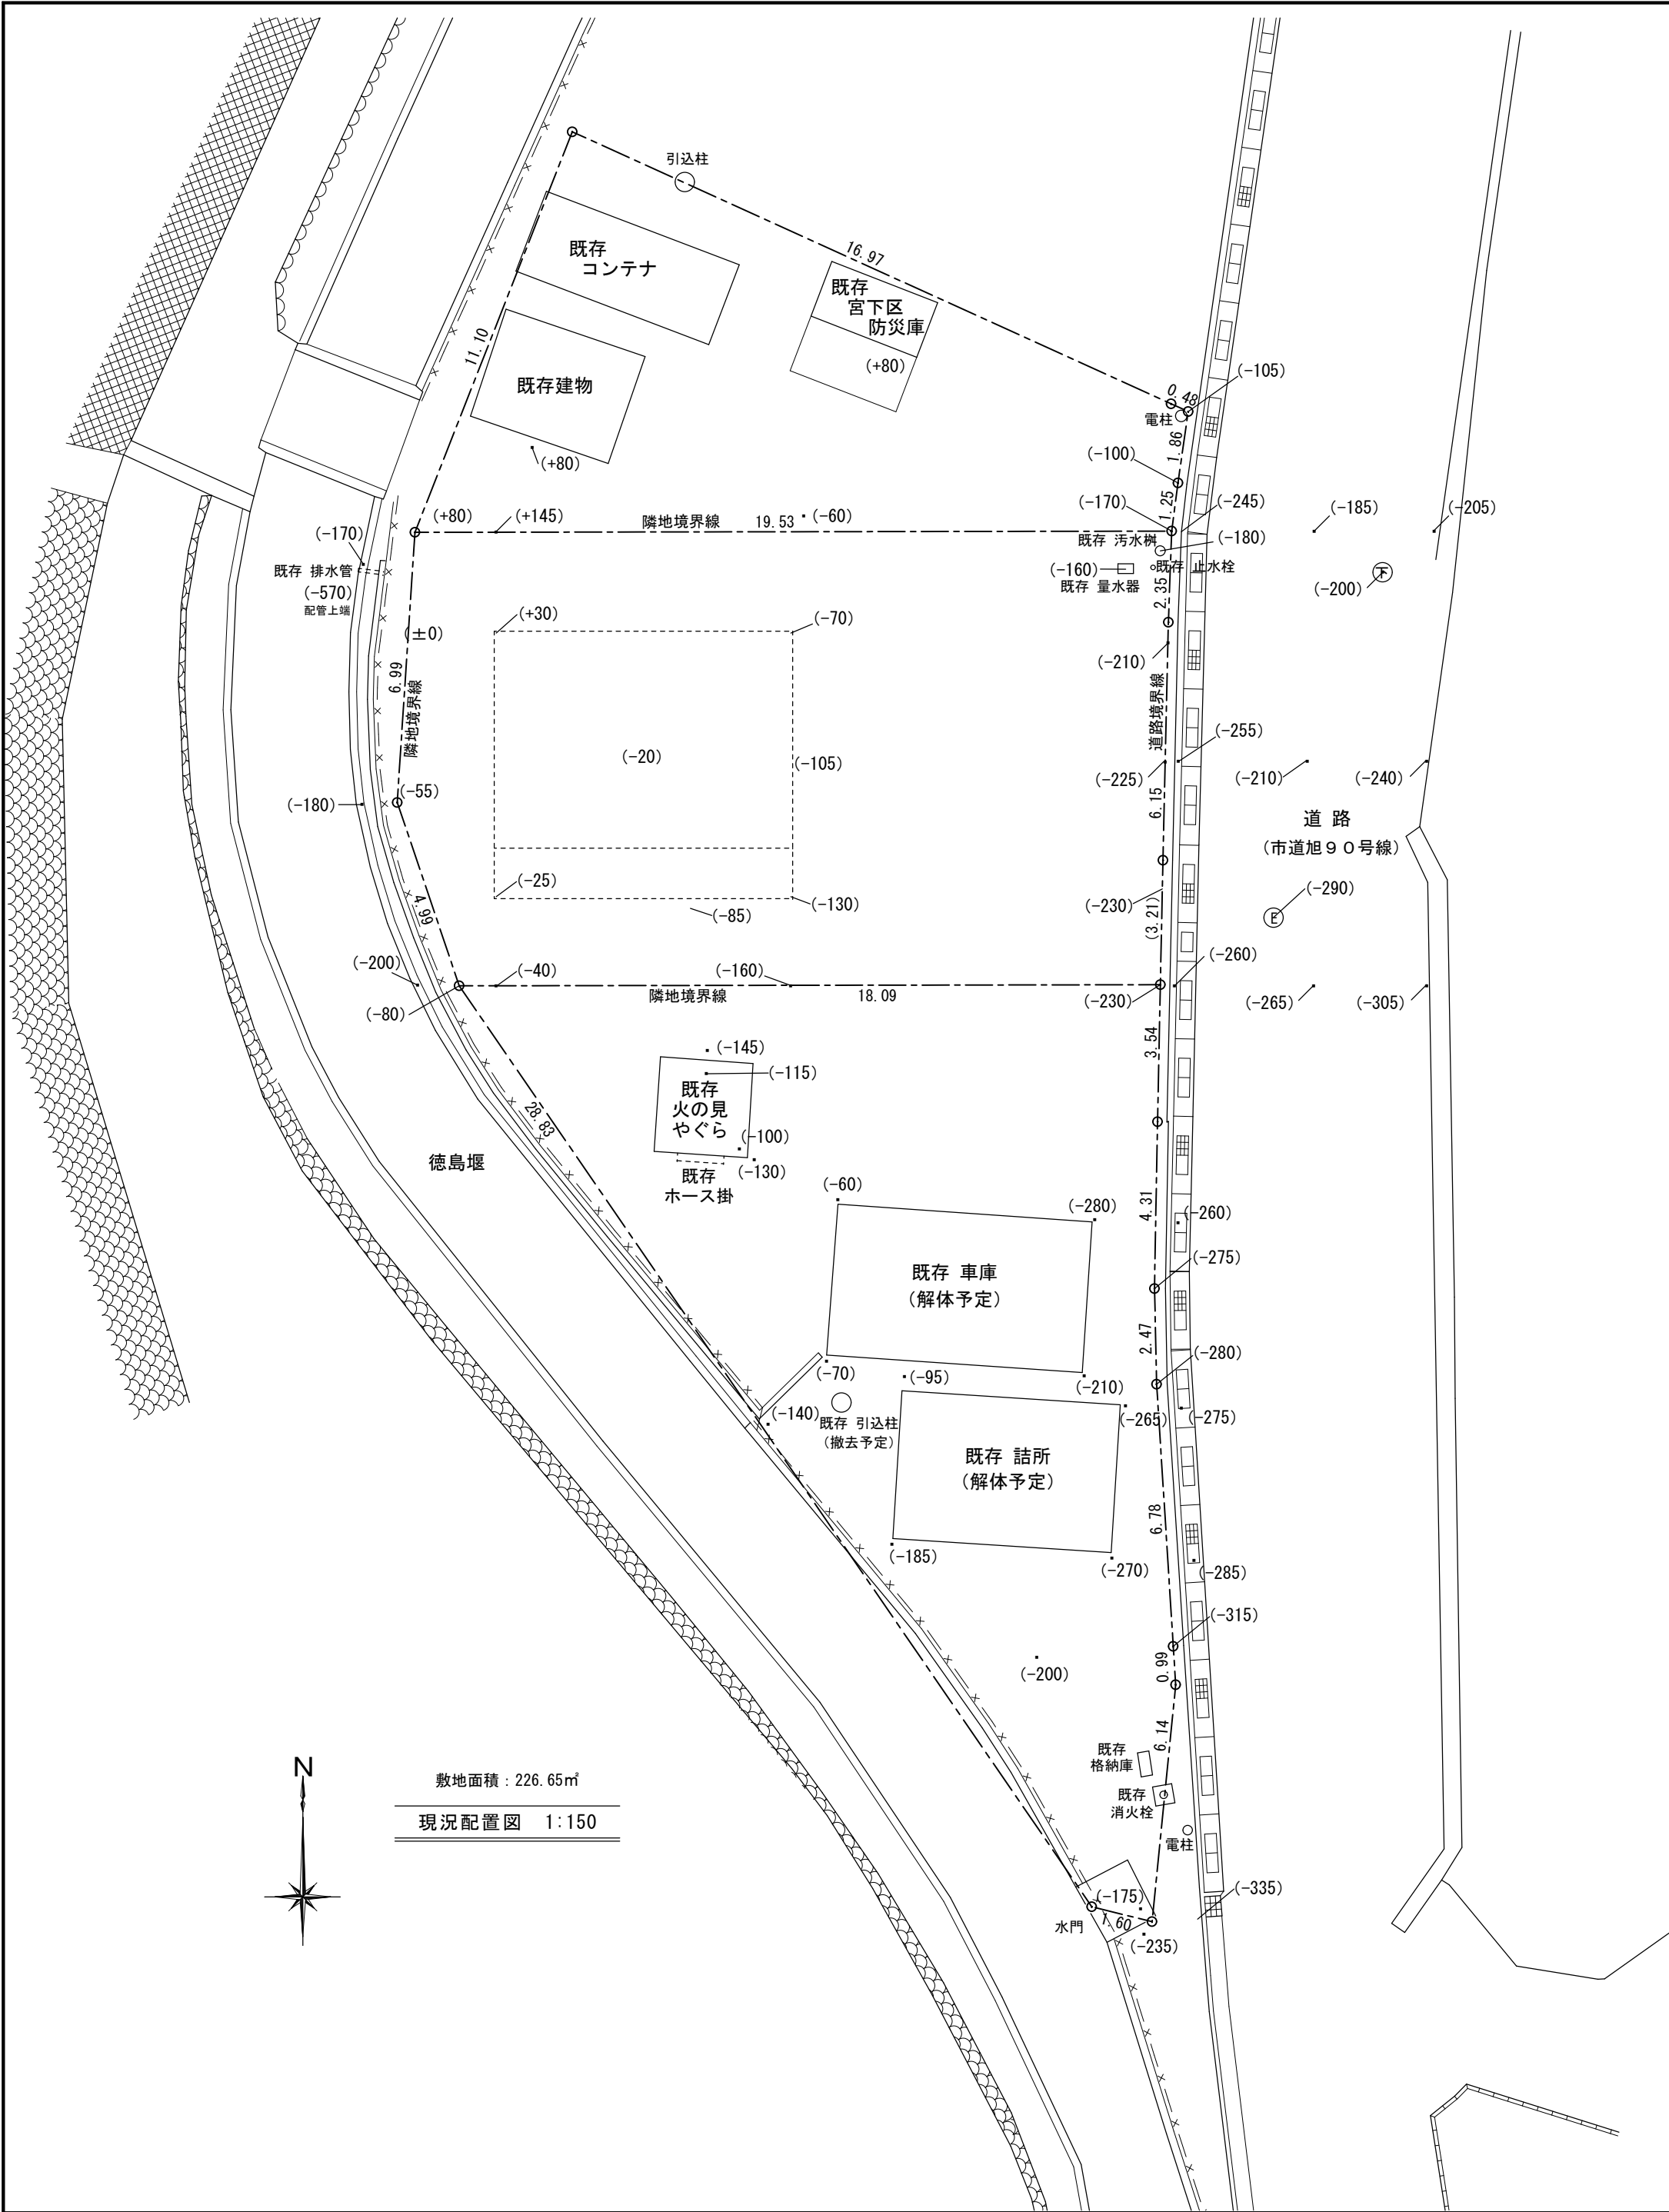 引込柱
既存
コンテナ
16.97
既存
宮下区
防災庫
(+80)
11.10
既存建物
(+80)
(-105)
0.48
電柱
1.86
(-100)
1.25
(-170)
(-245)
(-185)
(-205)
(+80)
(+145)
隣地境界線
19.53
(-60)
(-170)
既存 汚水桝
(-180)
既存 排水管
(-570)
配管上端
(-160)
既存 止水栓
既存 量水器
2.35
(-200)
下
(±0)
(+30)
(-70)
(-210)
6.99
隣地境界線
道路境界線
(-20)
(-105)
(-255)
(-225)
(-210)
(-240)
(-55)
(-180)
6.15
道 路
(市道旭90号線)
(-25)
(-130)
(-85)
(-230)
(3.21)
(-290)
E
4.99
(-200)
(-40)
(-160)
(-260)
隣地境界線
18.09
(-230)
(-265)
(-305)
(-80)
3.54
(-145)
(-115)
既存
火の見
やぐら
(-100)
(-130)
既存
ホース掛
28.83
徳島堰
(-60)
(-280)
4.31
(-260)
(-275)
既存 車庫
(解体予定)
2.47
(-280)
(-70)
(-95)
(-210)
(-140)
既存 引込柱
(撤去予定)
(-265)
(-275)
既存 詰所
(解体予定)
6.78
(-185)
(-270)
(-285)
(-315)
(-200)
0.99
6.14
既存
格納庫
既存
消火栓
電柱
(-175)
(-335)
水門
1.60
(-235)
N
敷地面積:226.65㎡
現況配置図 1:150